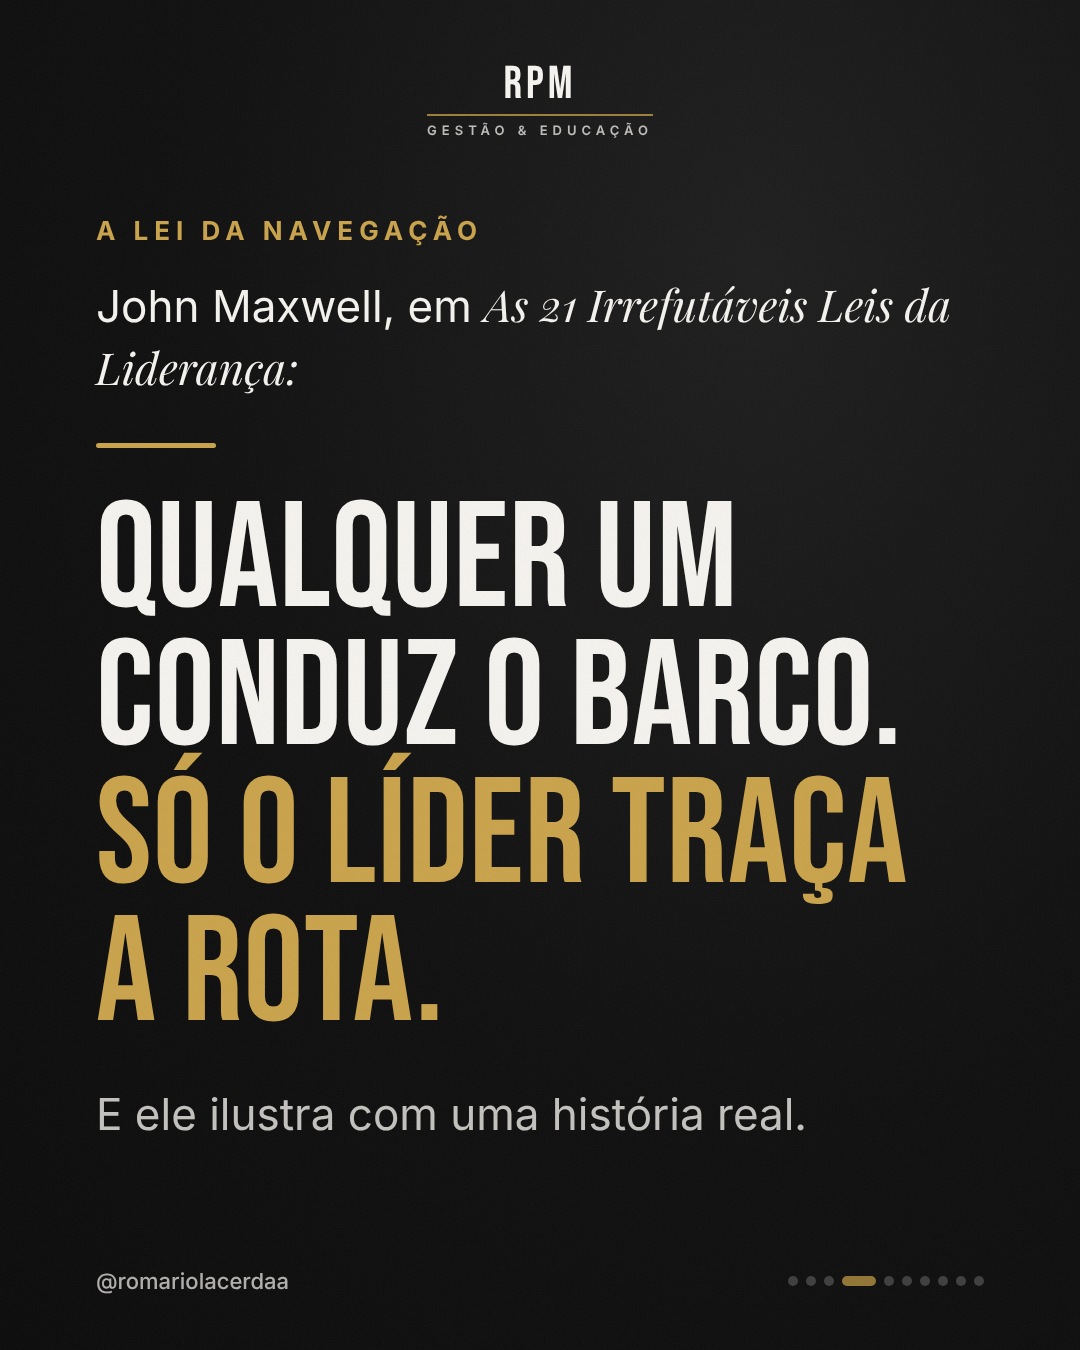 RPM
GESTÃO & EDUCAÇÃO
A LEI DA NAVEGAÇÃO
John Maxwell, em As 21 Irrefutáveis Leis da
Liderança:
QUALQUER UM
CONDUZ O BARCO.
SÓ O LÍDER TRAÇA
A ROTA.
E ele ilustra com uma história real.
@romariolacerdaa